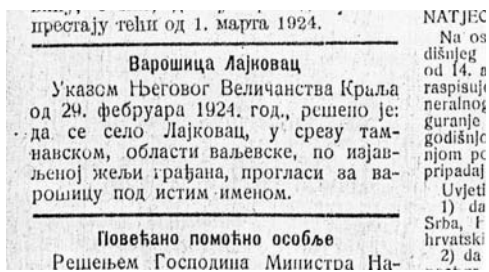 престају тећи од 1. марта 1924.
Варошица Лајковац
Указом Његовог Величанства Краља
од 29. фебруара 1924. год., решено је:
да се село Лајковац, у срезу там-
навском, области ваљевске, по изјав-
љеној жељи грађана, прогласи за ва-
рошицу под истим именом.
Повећано помоћно особље
Решењем Господина Министра На-
NATJEC
Na os
dišnjeg
od 14. a
raspisuje
neralnog
guranje
godišnjo
njom po
pripadaj
Uvjeti
1) da
Srba, H
hrvatski
2) da